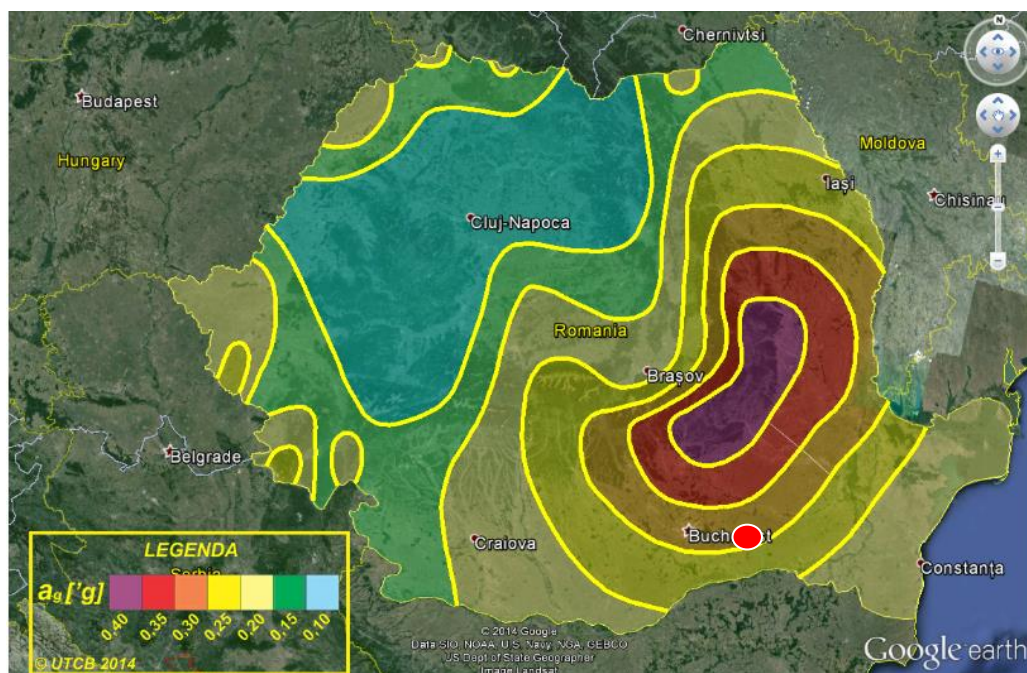 Chernivtsi
N
Budapest
Hungary
Moldova
Iași
Chisinau
Cluj-Napoca
Romania
Brașov
Belgrade
Bucharest
Craiova
Constanța
LEGENDA
Serbia
ag ['g]
0,40 0,35 0,30 0,25 0,20 0,15 0,10
© UTCB 2014
© 2014 Google
Data SIO, NOAA, U.S. Navy, NGA, GEBCO
US Dept of State Geographer
Image Landsat
Google earth